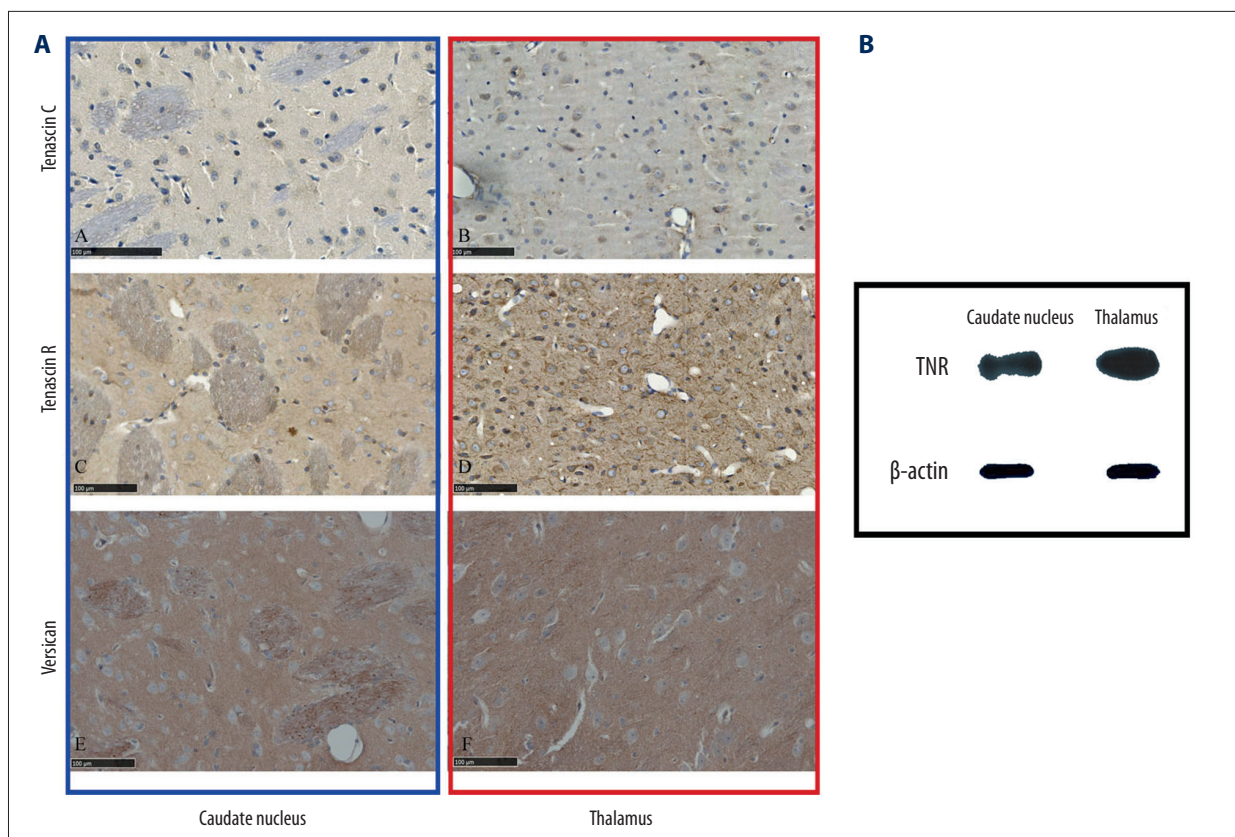 A
B
Tenascin C
A
100 µm
B
100 µm
Tenascin R
C
100 µm
D
100 µm
Versican
E
100 µm
F
100 µm
Caudate nucleus
Thalamus
Caudate nucleus Thalamus
TNR
β-actin